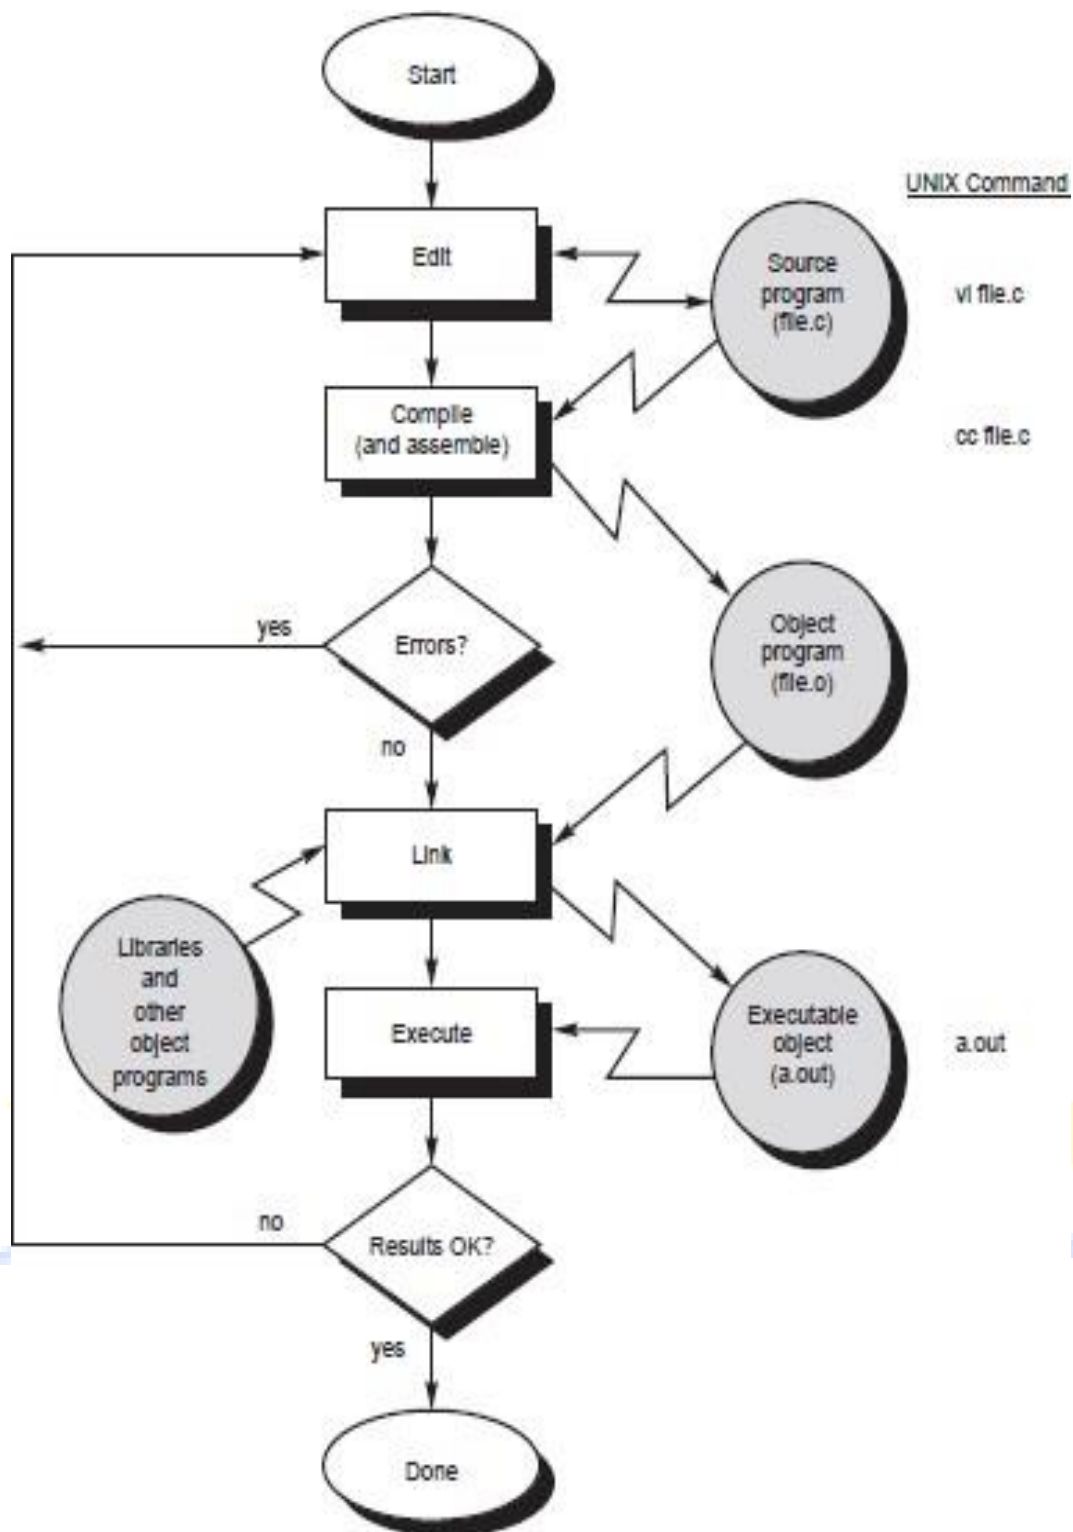 Start
UNIX Command
Edit
Source
program
(file.c)
vi file.c
Compile
(and assemble)
cc file.c
yes
Errors?
Object
program
(file.o)
no
Link
Libraries
and
other
object
programs
Execute
Executable
object
(a.out)
a.out
no
Results OK?
yes
Done